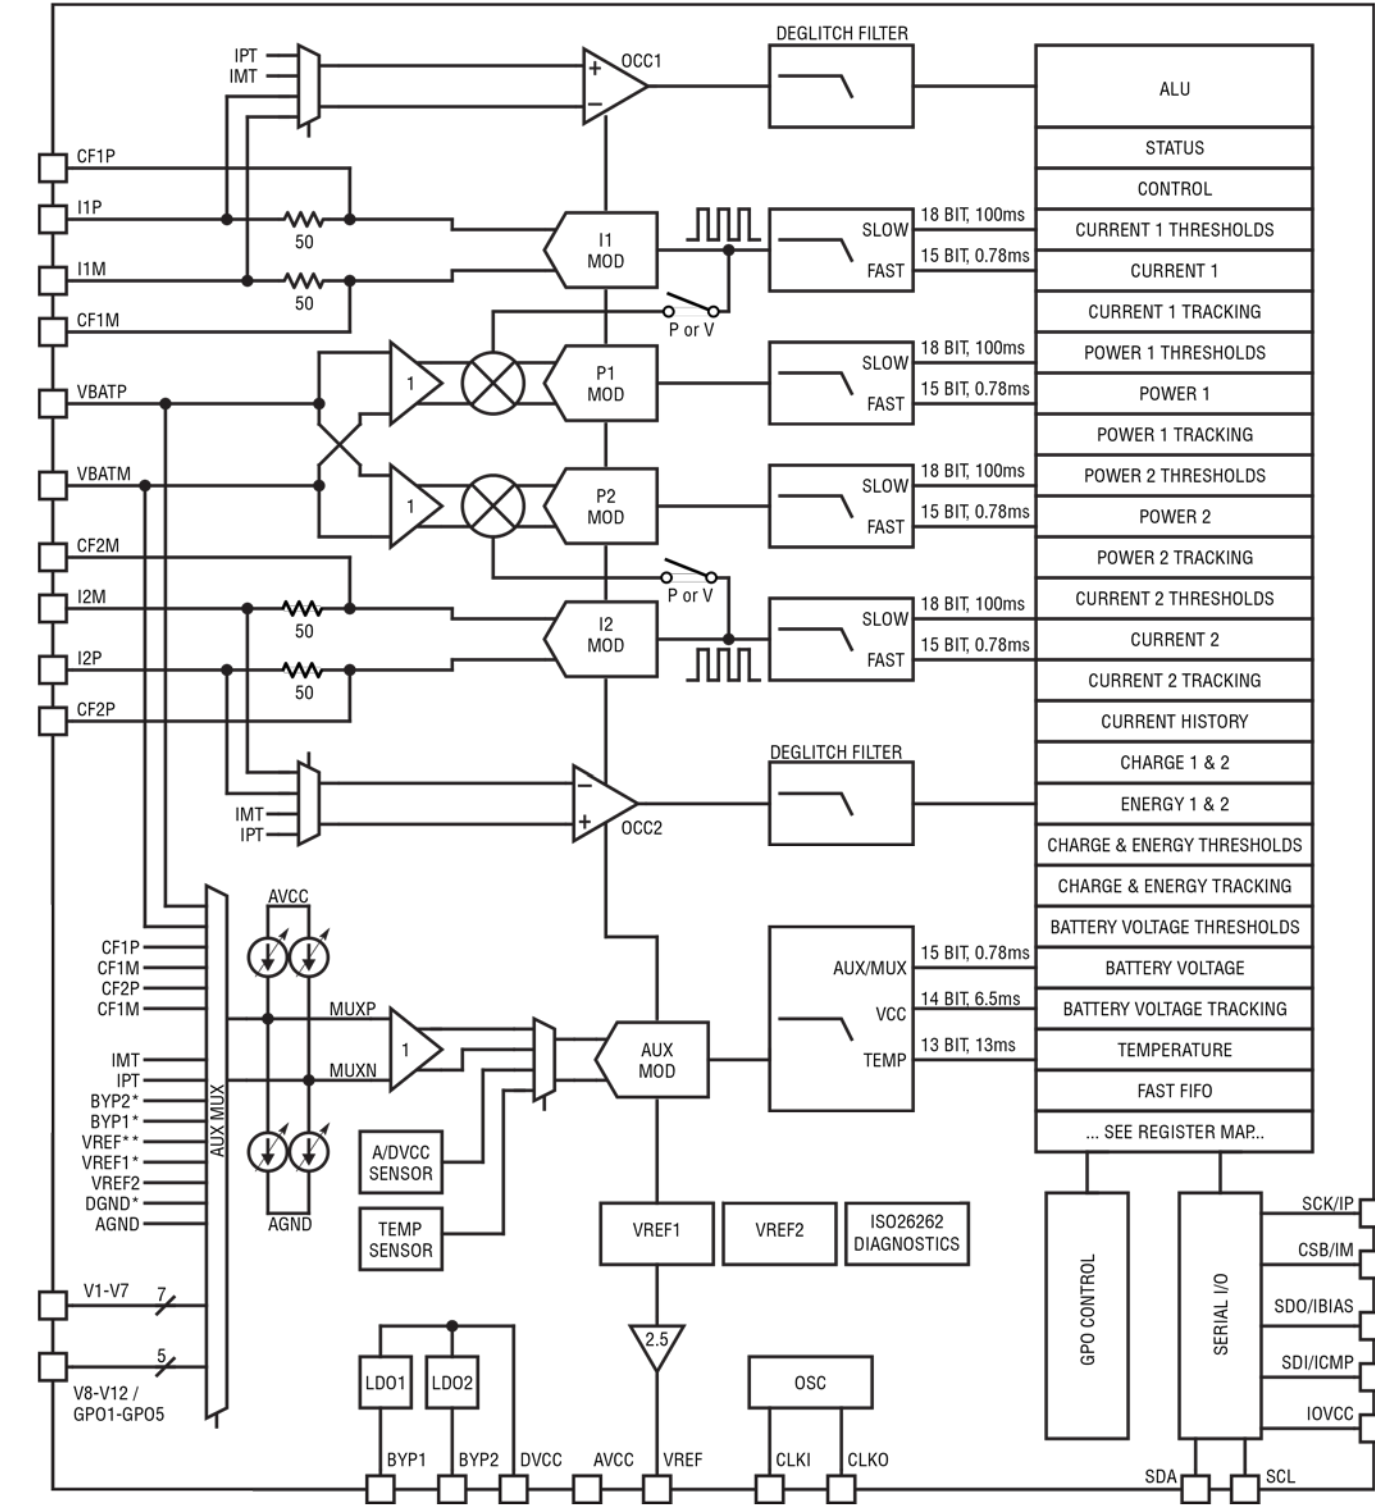 DEGLITCH FILTER
IPT
IMT
OCC1
+
−
ALU
STATUS
CONTROL
CURRENT 1 THRESHOLDS
CURRENT 1
CURRENT 1 TRACKING
POWER 1 THRESHOLDS
POWER 1
POWER 1 TRACKING
POWER 2 THRESHOLDS
POWER 2
POWER 2 TRACKING
CURRENT 2 THRESHOLDS
CURRENT 2
CURRENT 2 TRACKING
CURRENT HISTORY
CHARGE 1 & 2
ENERGY 1 & 2
CHARGE & ENERGY THRESHOLDS
CHARGE & ENERGY TRACKING
BATTERY VOLTAGE THRESHOLDS
BATTERY VOLTAGE
BATTERY VOLTAGE TRACKING
TEMPERATURE
FAST FIFO
... SEE REGISTER MAP...
CF1P
I1P
50
I1M
50
CF1M
I1
MOD
SLOW
FAST
18 BIT, 100ms
15 BIT, 0.78ms
P or V
VBATP
1
P1
MOD
SLOW
FAST
18 BIT, 100ms
15 BIT, 0.78ms
VBATM
1
P2
MOD
SLOW
FAST
18 BIT, 100ms
15 BIT, 0.78ms
P or V
CF2M
I2M
50
I2P
50
CF2P
I2
MOD
SLOW
FAST
18 BIT, 100ms
15 BIT, 0.78ms
DEGLITCH FILTER
IMT
IPT
−
+
OCC2
AVCC
CF1P
CF1M
CF2P
CF1M
IMT
IPT
BYP2*
BYP1*
VREF**
VREF1*
VREF2
DGND*
AGND
AUX MUX
MUXP
MUXN
AGND
1
AUX
MOD
AUX/MUX
VCC
TEMP
15 BIT, 0.78ms
14 BIT, 6.5ms
13 BIT, 13ms
A/DVCC
SENSOR
TEMP
SENSOR
VREF1
VREF2
ISO26262
DIAGNOSTICS
V1-V7
7
5
V8-V12 /
GPO1-GPO5
LDO1
LDO2
2.5
OSC
GPO CONTROL
SERIAL I/O
SCK/IP
CSB/IM
SDO/IBIAS
SDI/ICMP
IOVCC
BYP1
BYP2
DVCC
AVCC
VREF
CLKI
CLKO
SDA
SCL